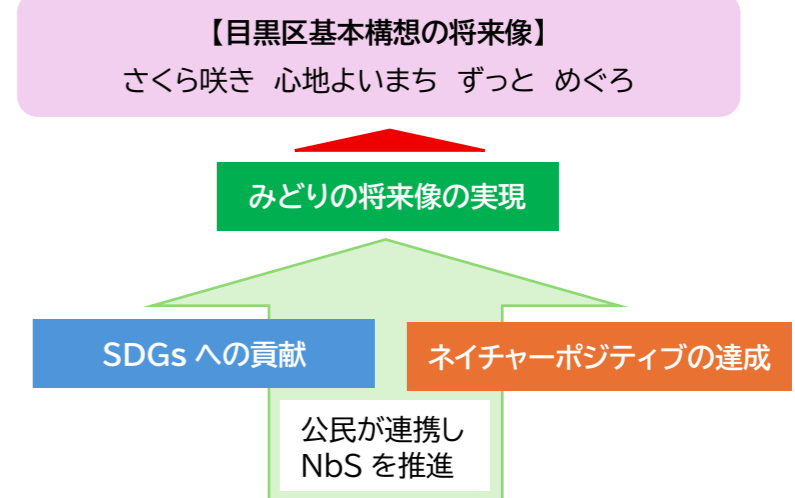 【目黒区基本構想の将来像】
さくら咲き 心地よいまち ずっと めぐろ
みどりの将来像の実現
SDGs への貢献
ネイチャーポジティブの達成
公民が連携し
NbS を推進